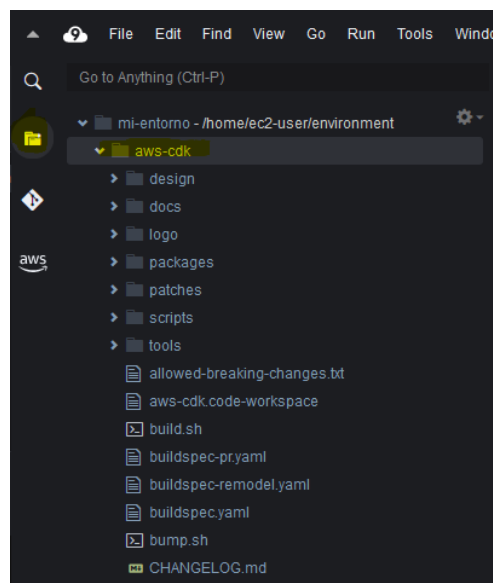 9 File Edit Find View Go Run Tools Windo
Go to Anything (Ctrl-P)
mi-entorno - /home/ec2-user/environment
aws-cdk
design
docs
logo
aws
packages
patches
scripts
tools
allowed-breaking-changes.txt
aws-cdk.code-workspace
build.sh
buildspec-pr.yaml
buildspec-remodel.yaml
buildspec.yaml
bump.sh
CHANGELOG.md